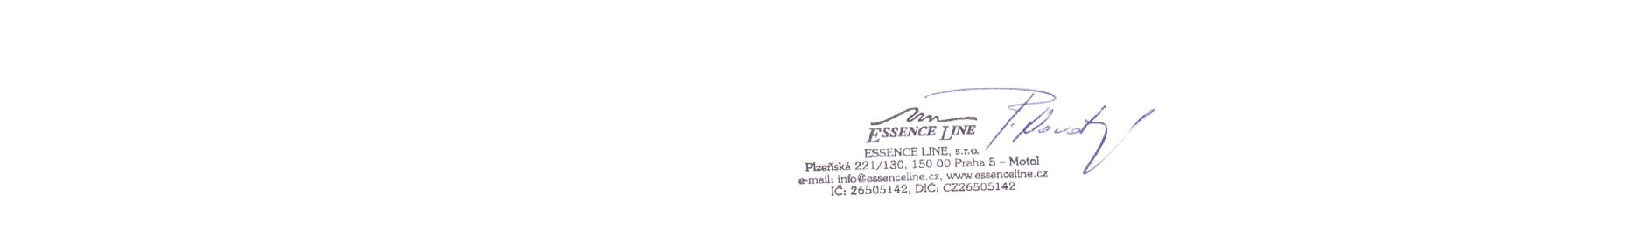 ESSENCE LINE
ESSENCE LINE, s.r.o.
Plzeňská 221/130, 150 00 Praha 5 – Motol
e-mail: info@essenceline.cz, www.essenceline.cz
IČ: 26505142, DIČ: CZ26505142